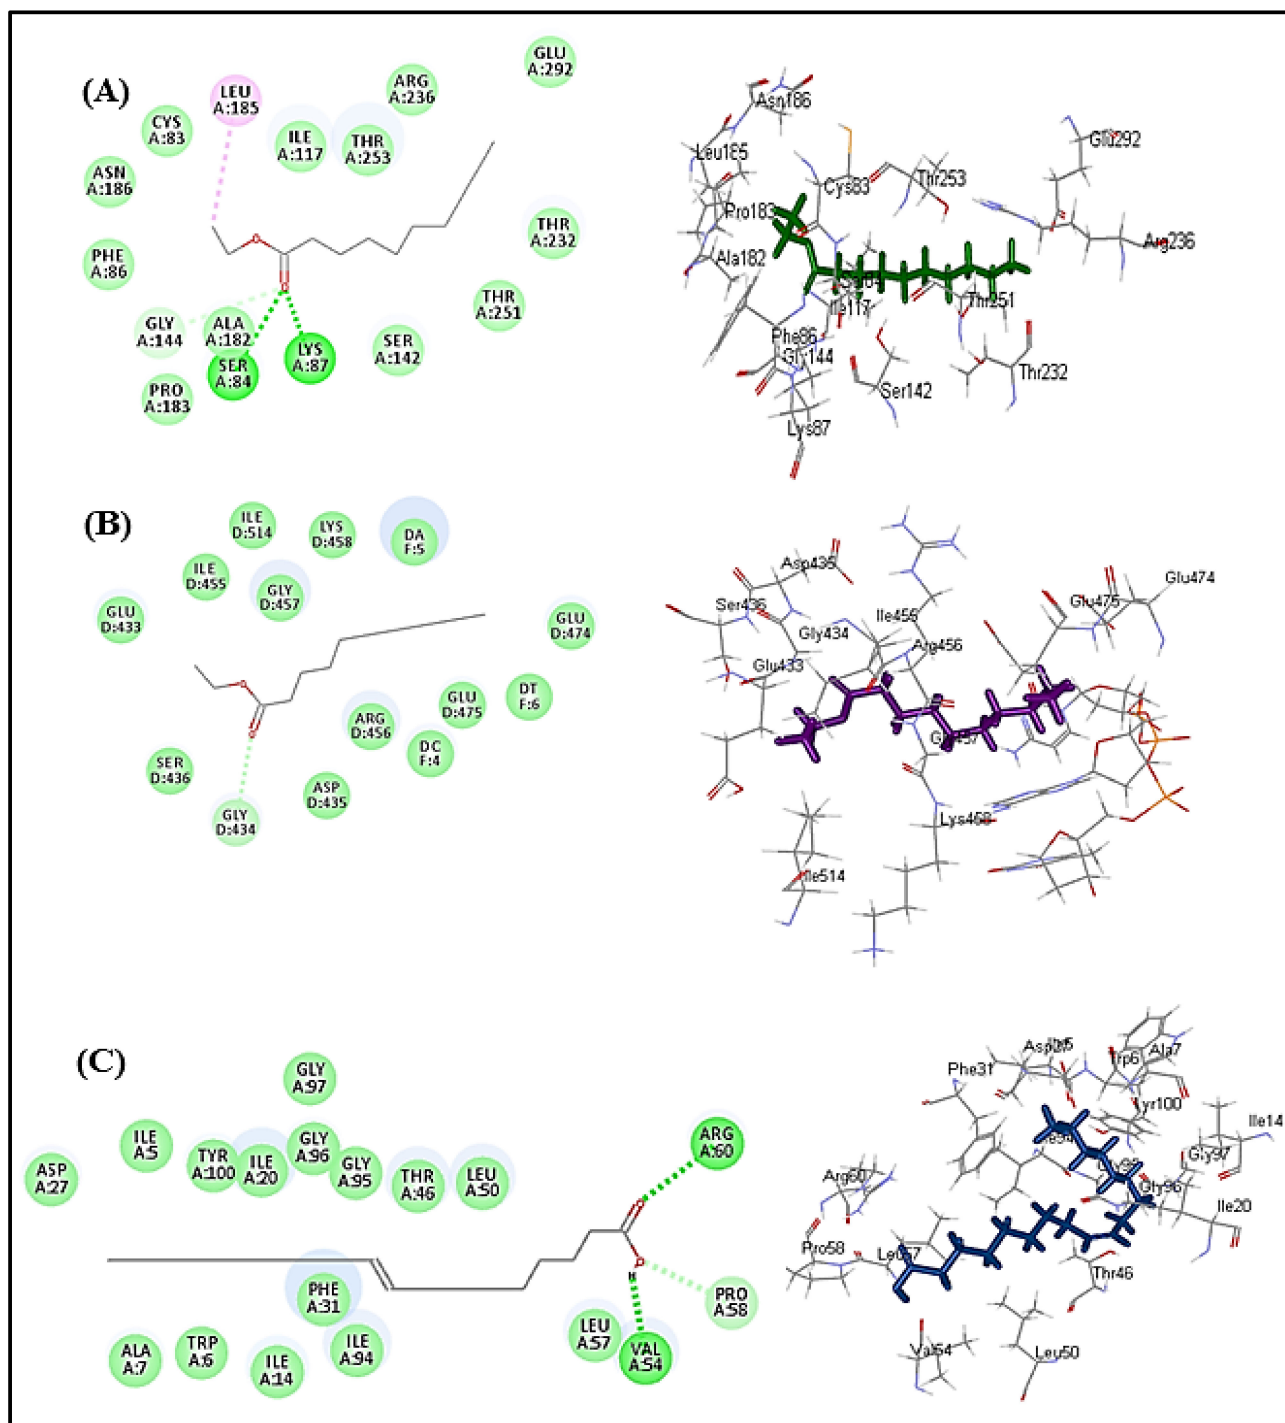 (A)
LEU
A:185
CYS
A:83
ASN
A:186
PHE
A:86
GLY
A:144
ALA
A:182
SER
A:84
LYS
A:87
PRO
A:183
ILE
A:117
THR
A:253
ARG
A:236
GLU
A:292
THR
A:232
THR
A:251
SER
A:142
Asn186
Leu185
Pro183
Ala182
Cys83
Thr253
Glu292
Arg236
Ile117
Thr251
Phe86
Gly144
Ser142
Thr232
Lys87
(B)
ILE
D:514
LYS
D:458
DA
F:5
ILE
D:455
GLY
D:457
GLU
D:433
GLU
D:474
ARG
D:456
GLU
D:475
DT
F:6
DC
F:4
SER
D:436
ASP
D:435
GLY
D:434
Asp435
Ser436
Gly434
Glu433
Ile455
Arg456
Glu475
Glu474
Lys458
Ile514
(C)
GLY
A:97
ILE
A:5
ASP
A:27
TYR
A:100
ILE
A:20
GLY
A:96
GLY
A:95
THR
A:46
LEU
A:50
ARG
A:60
PHE
A:31
PRO
A:58
LEU
A:57
VAL
A:54
ALA
A:7
TRP
A:6
ILE
A:14
ILE
A:94
Phe31
Ala7
Ile14
Gly97
Gly96
Ile20
Arg60
Pro58
Thr46
Val54
Leu50